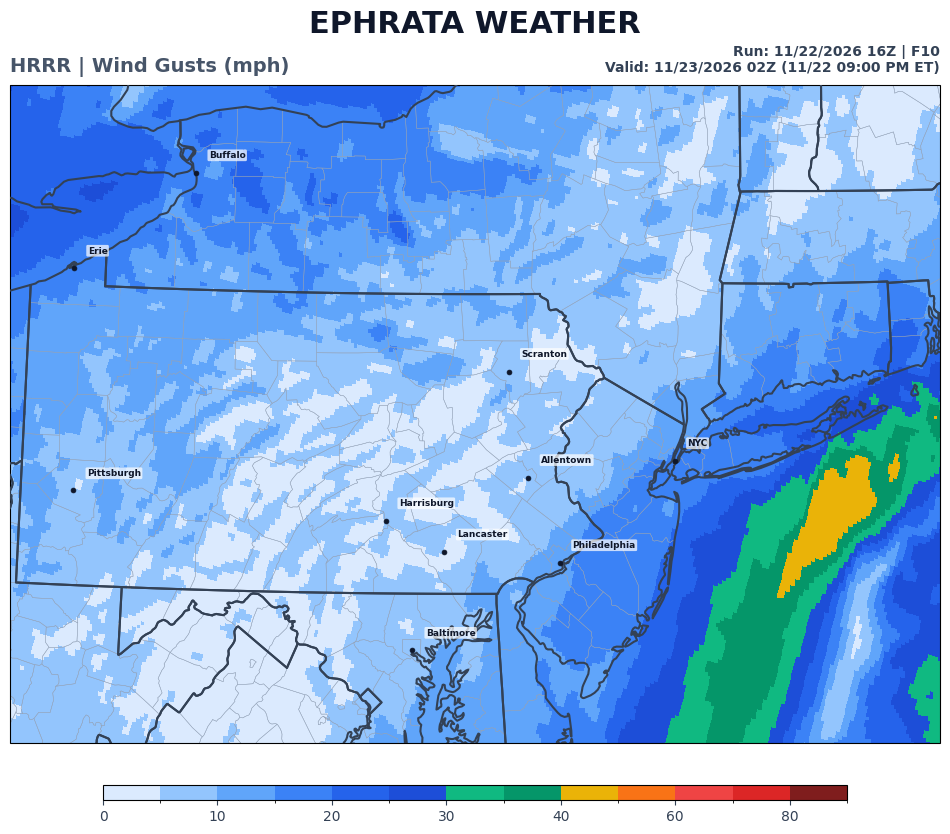 EPHRATA WEATHER
Run: 11/22/2026 16Z | F10
HRRR | Wind Gusts (mph)
Valid: 11/23/2026 02Z (11/22 09:00 PM ET)
Buffalo
Erie
Scranton
NYC
Allentown
Pittsburgh
Harrisburg
Lancaster
Philadelphia
Baltimore
0 10 20 30 40 50 60 70 80